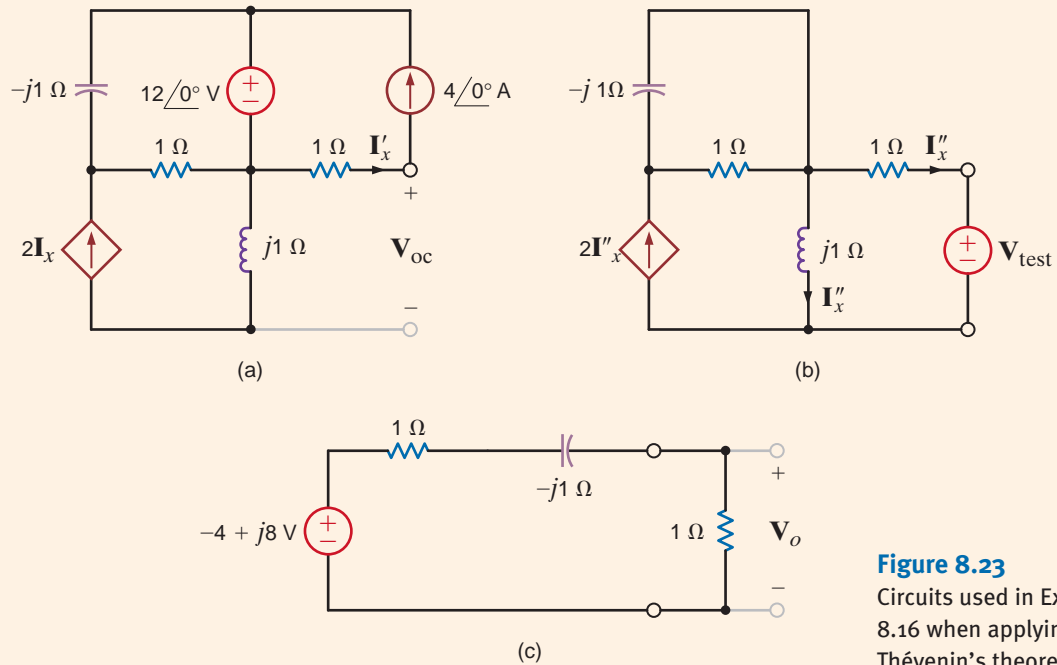 −j1 Ω
12/0° V
+
−
4/0° A
1 Ω
1 Ω
I′x
+
2Ix
j1 Ω
Voc
−
(a)
−j 1Ω
1 Ω
1 Ω
I″x
2I″x
j1 Ω
I″x
+
−
Vtest
(b)
1 Ω
−j1 Ω
+
−4 + j8 V
+
−
1 Ω
Vo
−
(c)
Figure 8.23
Circuits used in Ex
8.16 when applyin
Thévenin's theore